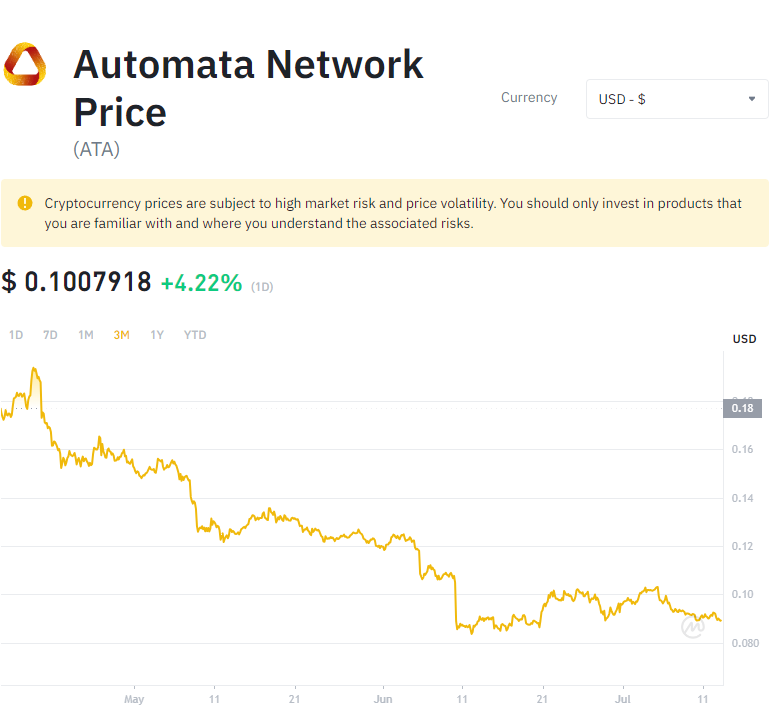 Automata Network
Price
(ATA)
Currency
USD - $
Cryptocurrency prices are subject to high market risk and price volatility. You should only invest in products that
you are familiar with and where you understand the associated risks.
$ 0.1007918 +4.22% (1D)
1D 7D 1M 3M 1Y YTD
USD
0.18
0.16
0.14
0.12
0.10
0.080
May 11 21 Jun 11 21 Jul 11